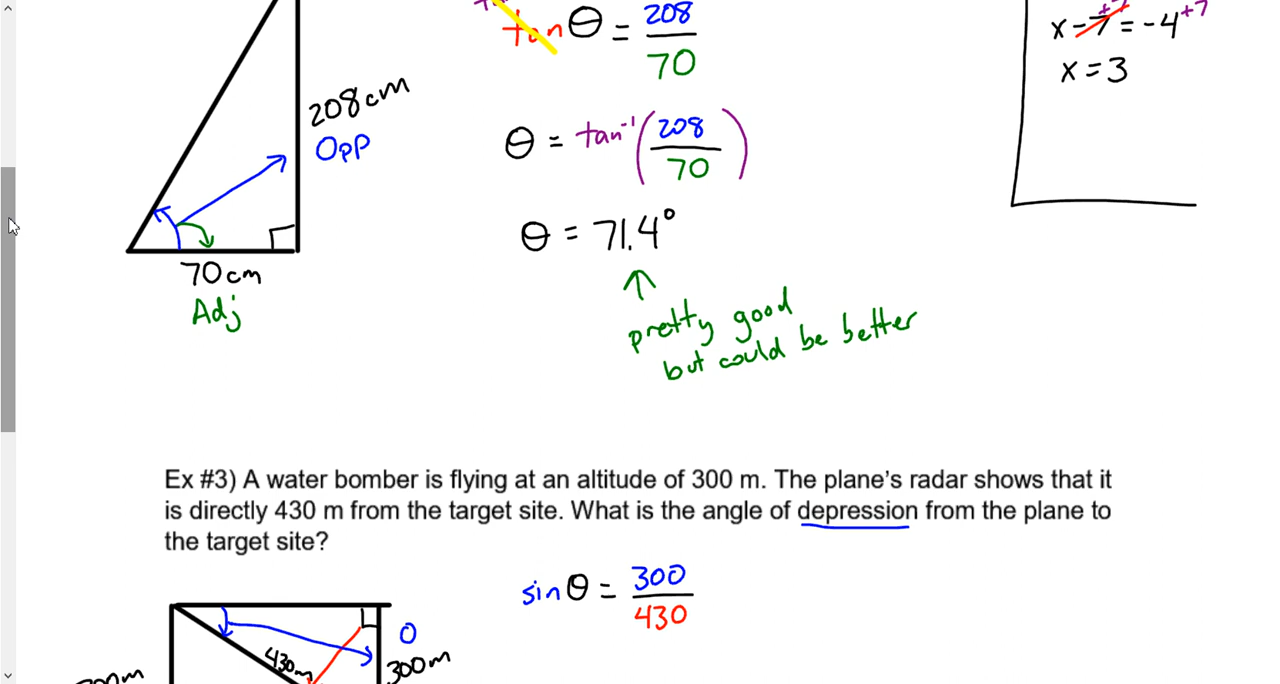 tanθ = 208/70
x - 7 = -4 +7
x = 3
208cm
Opp
θ = tan⁻¹(208/70)
θ = 71.4°
70cm
Adj
pretty good
but could be better
Ex #3) A water bomber is flying at an altitude of 300 m. The plane's radar shows that it
is directly 430 m from the target site. What is the angle of depression from the plane to
the target site?
sinθ = 300/430
O
430m
300m